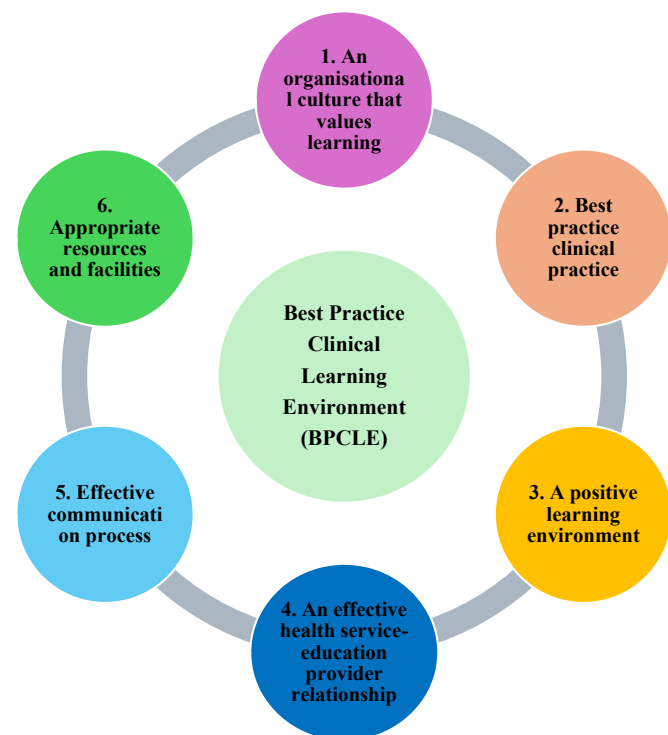 1. An
organisationa
l culture that
values
learning
2. Best
practice
clinical
practice
3. A positive
learning
environment
4. An effective
health service-
education
provider
relationship
5. Effective
communicati
on process
6.
Appropriate
resources
and facilities
Best Practice
Clinical
Learning
Environment
(BPCLE)